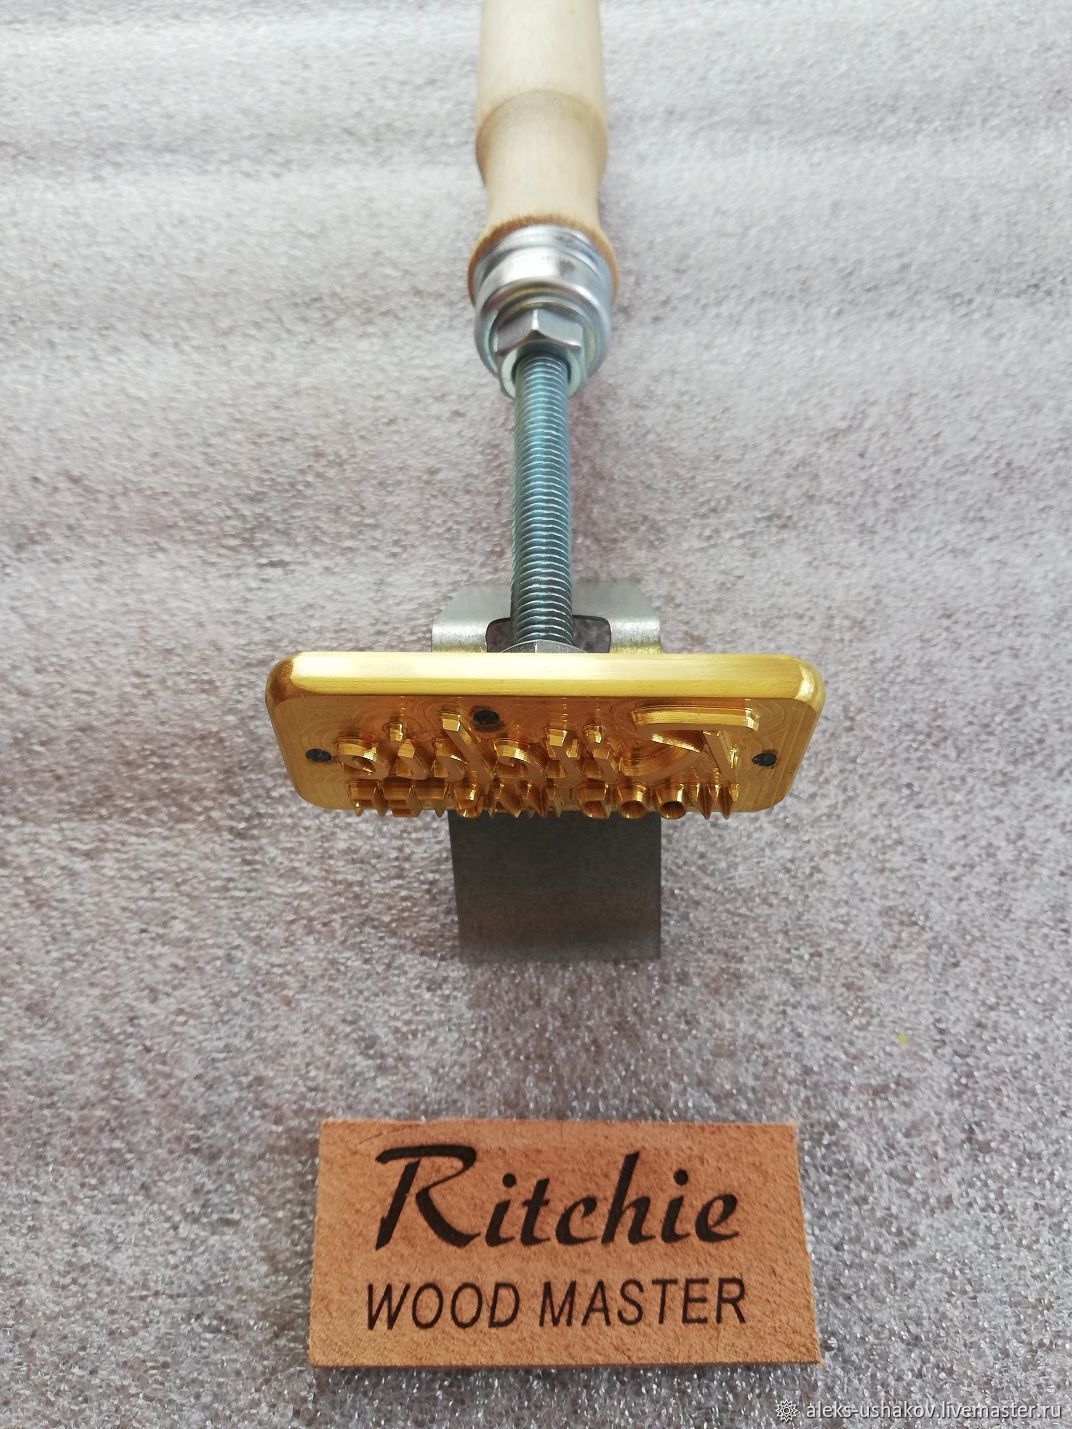 Ritchie
WOOD MASTER
aleks-ushakov.livemaster.ru